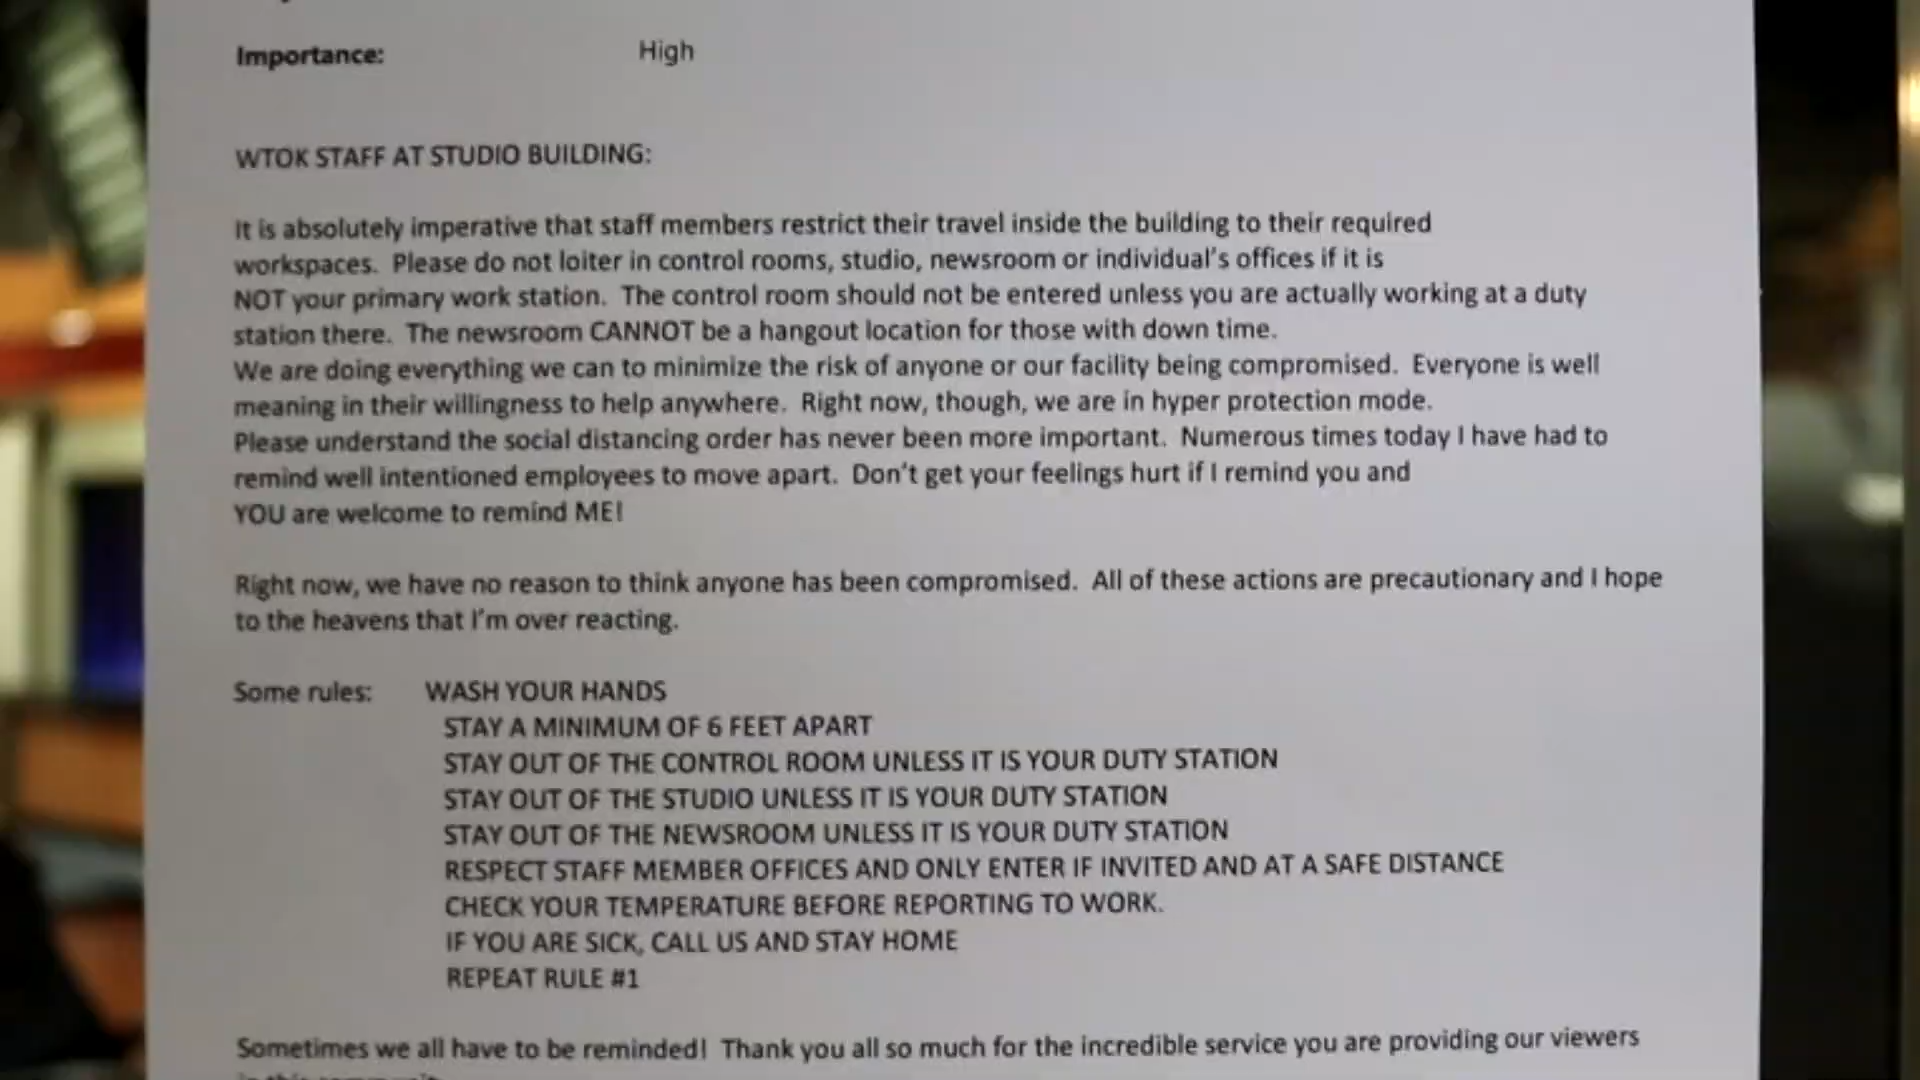 Importance: High
WTOK STAFF AT STUDIO BUILDING:
It is absolutely imperative that staff members restrict their travel inside the building to their required
workspaces. Please do not loiter in control rooms, studio, newsroom or individual's offices if it is
NOT your primary work station. The control room should not be entered unless you are actually working at a duty
station there. The newsroom CANNOT be a hangout location for those with down time.
We are doing everything we can to minimize the risk of anyone or our facility being compromised. Everyone is well
meaning in their willingness to help anywhere. Right now, though, we are in hyper protection mode.
Please understand the social distancing order has never been more important. Numerous times today I have had to
remind well intentioned employees to move apart. Don't get your feelings hurt if I remind you and
YOU are welcome to remind ME!
Right now, we have no reason to think anyone has been compromised. All of these actions are precautionary and I hope
to the heavens that I'm over reacting.
Some rules: WASH YOUR HANDS
STAY A MINIMUM OF 6 FEET APART
STAY OUT OF THE CONTROL ROOM UNLESS IT IS YOUR DUTY STATION
STAY OUT OF THE STUDIO UNLESS IT IS YOUR DUTY STATION
STAY OUT OF THE NEWSROOM UNLESS IT IS YOUR DUTY STATION
RESPECT STAFF MEMBER OFFICES AND ONLY ENTER IF INVITED AND AT A SAFE DISTANCE
CHECK YOUR TEMPERATURE BEFORE REPORTING TO WORK.
IF YOU ARE SICK, CALL US AND STAY HOME
REPEAT RULE #1
Sometimes we all have to be reminded! Thank you all so much for the incredible service you are providing our viewers